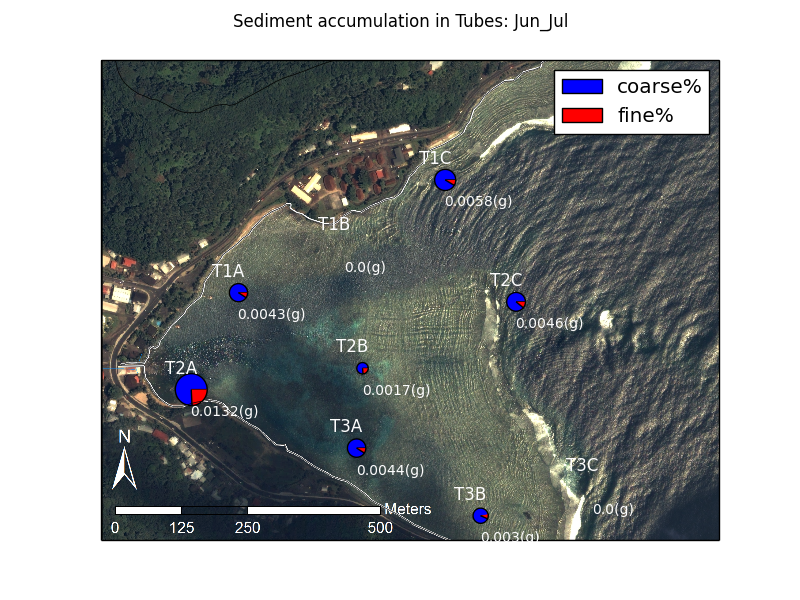 Sediment accumulation in Tubes: Jun_Jul
coarse%
fine%
T1C
0.0058(g)
T1B
0.0(g)
T1A
0.0043(g)
T2C
0.0046(g)
T2B
0.0017(g)
T2A
0.0132(g)
T3A
0.0044(g)
T3C
0.0(g)
T3B
0.003(g)
N
Meters
0 125 250 500